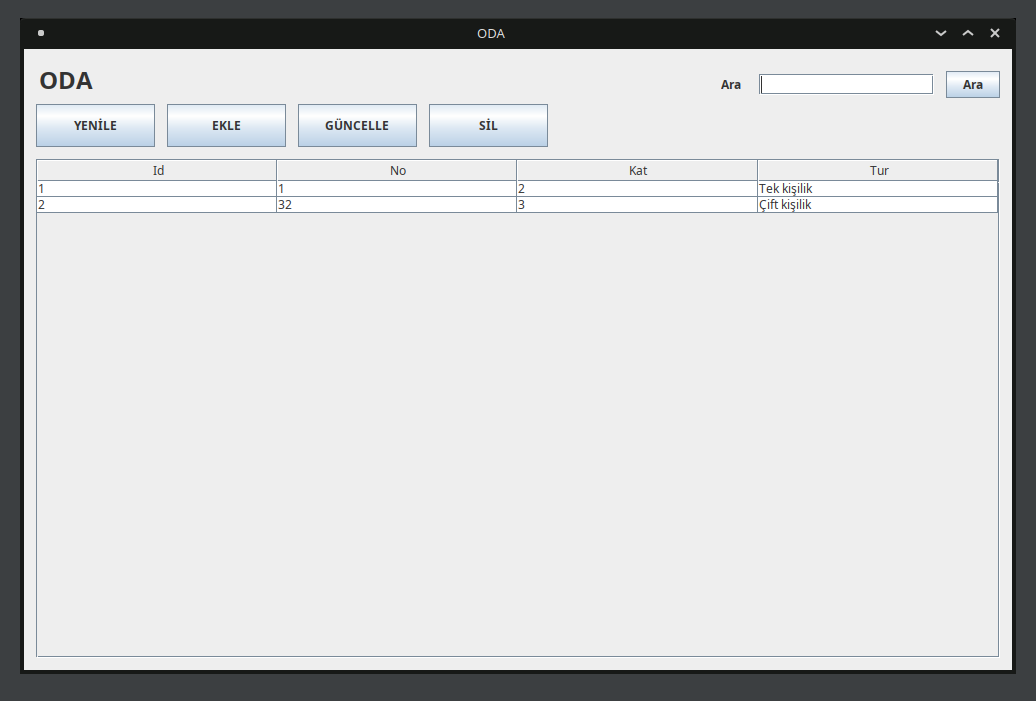 ODA
ODA
Ara Ara
YENİLE EKLE GÜNCELLE SİL
Id No Kat Tur
1 1 2 Tek kişilik
2 32 3 Çift kişilik